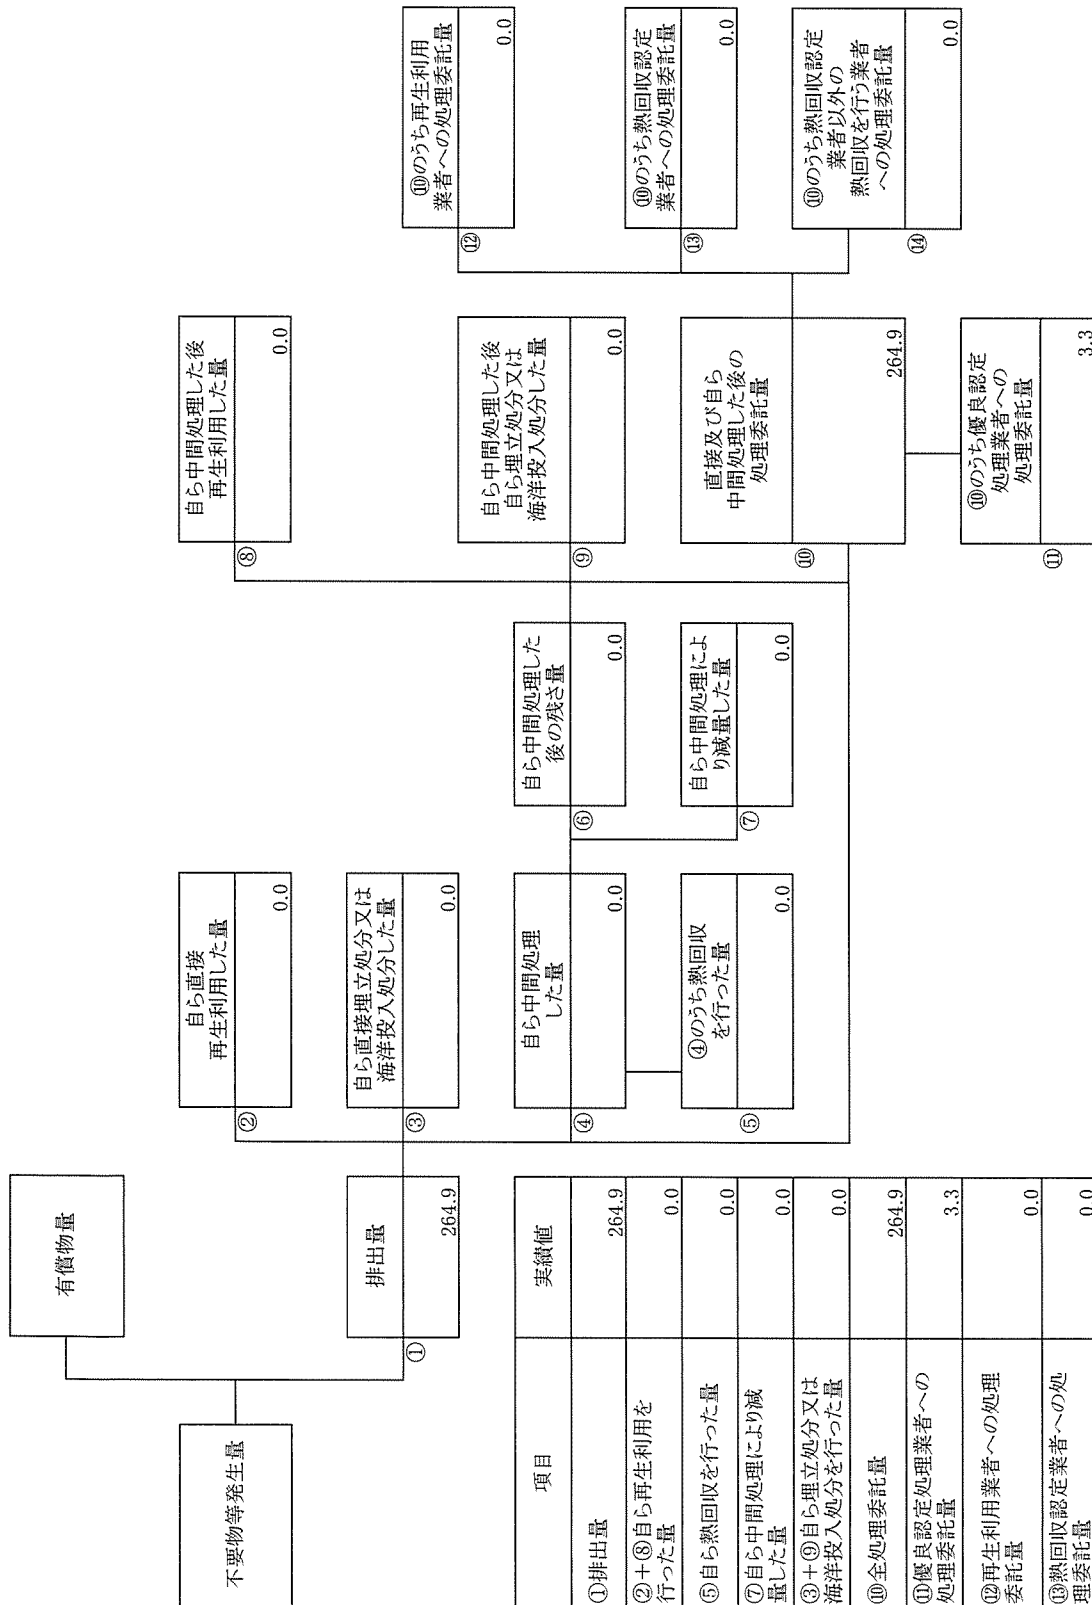 有償物量
不要物等発生量
排出量
①
264.9
自ら直接
再生利用した量
②
0.0
自ら直接埋立処分又は
海洋投入処分した量
③
0.0
自ら中間処理
した量
④
0.0
④のうち熱回収
を行った量
⑤
0.0
自ら中間処理した
後の残さ量
⑥
0.0
自ら中間処理によ
り減量した量
⑦
0.0
自ら中間処理した後
再生利用した量
⑧
0.0
自ら中間処理した後
自ら埋立処分又は
海洋投入処分した量
⑨
0.0
直接及び自ら
中間処理した後の
処理委託量
⑩
264.9
⑩のうち優良認定
処理業者への
処理委託量
⑪
3.3
⑩のうち再生利用
業者への処理委託量
⑫
0.0
⑩のうち熱回収認定
業者への処理委託量
⑬
0.0
⑩のうち熱回収認定
業者以外の
熱回収を行う業者
への処理委託量
⑭
0.0
項目 実績値
①排出量 264.9
②+⑧自ら再生利用を
行った量 0.0
⑤自ら熱回収を行った量 0.0
⑦自ら中間処理により減
量した量 0.0
③+⑨自ら埋立処分又は
海洋投入処分を行った量 0.0
⑩全処理委託量 264.9
⑪優良認定処理業者への
処理委託量 3.3
⑫再生利用業者への処理
委託量 0.0
⑬熱回収認定業者への処
理委託量 0.0